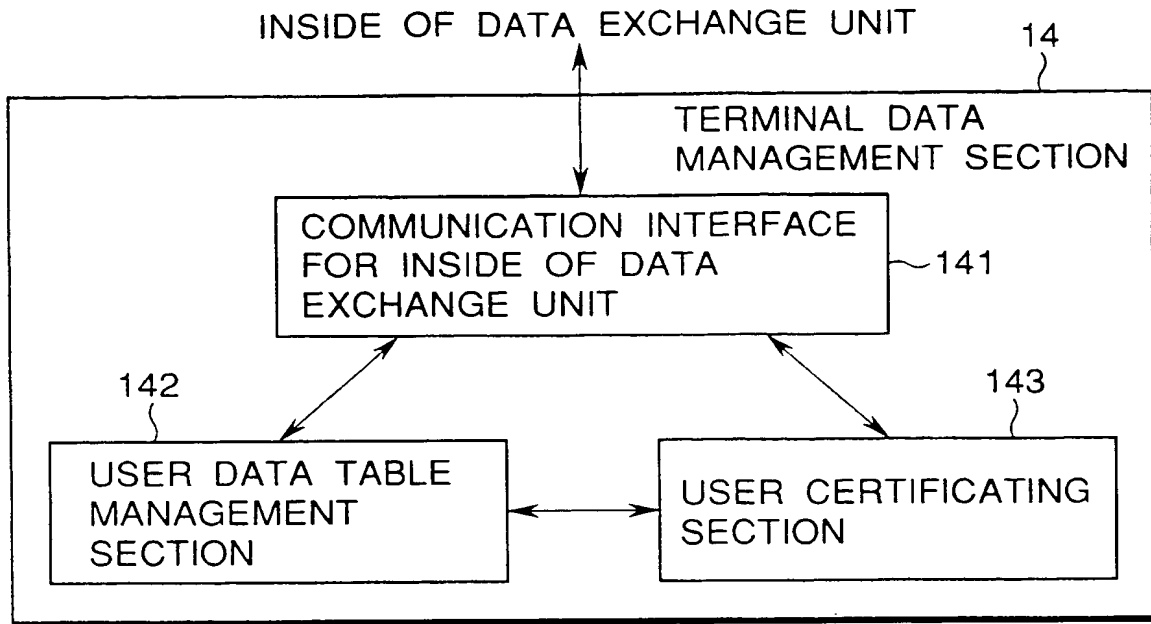 INSIDE OF DATA EXCHANGE UNIT
14
TERMINAL DATA
MANAGEMENT SECTION
COMMUNICATION INTERFACE
FOR INSIDE OF DATA
EXCHANGE UNIT
141
142
143
USER DATA TABLE
MANAGEMENT
SECTION
USER CERTIFICATING
SECTION